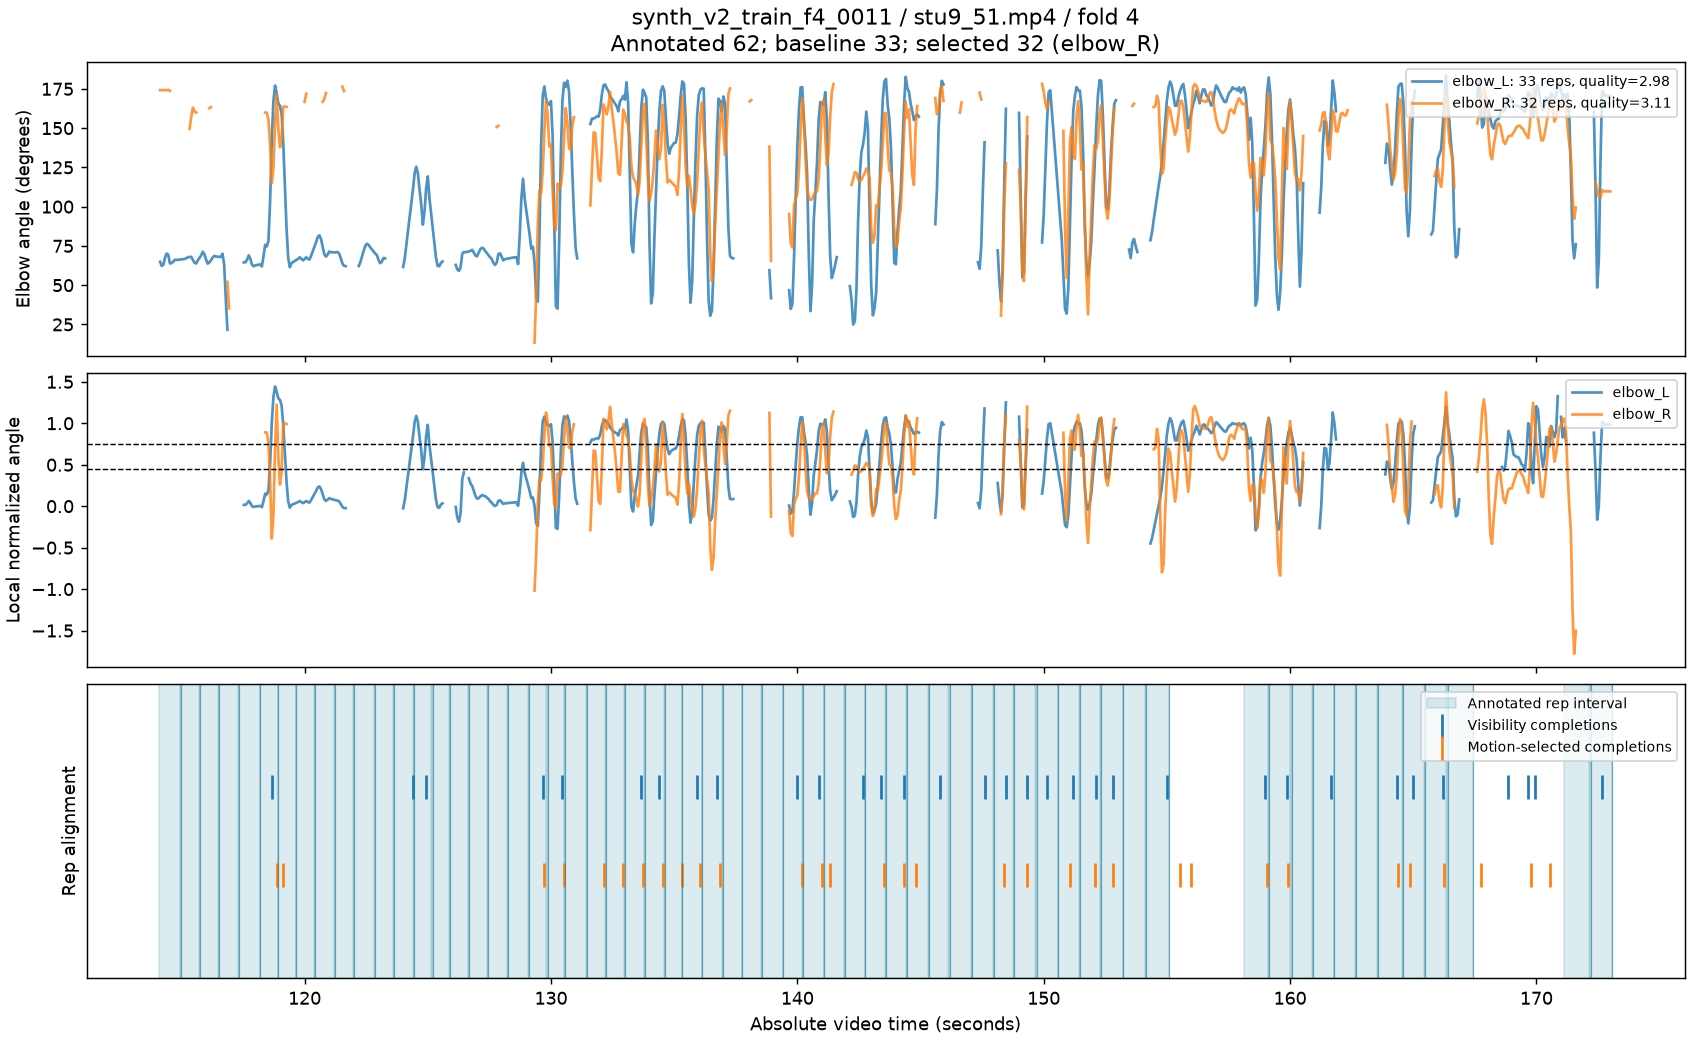 synth_v2_train_f4_0011 / stu9_51.mp4 / fold 4
Annotated 62; baseline 33; selected 32 (elbow_R)
Elbow angle (degrees)
175
150
125
100
75
50
25
elbow_L: 33 reps, quality=2.98
elbow_R: 32 reps, quality=3.11
Local normalized angle
1.5
1.0
0.5
0.0
−0.5
−1.0
−1.5
elbow_L
elbow_R
Rep alignment
Annotated rep interval
Visibility completions
Motion-selected completions
120
130
140
150
160
170
Absolute video time (seconds)